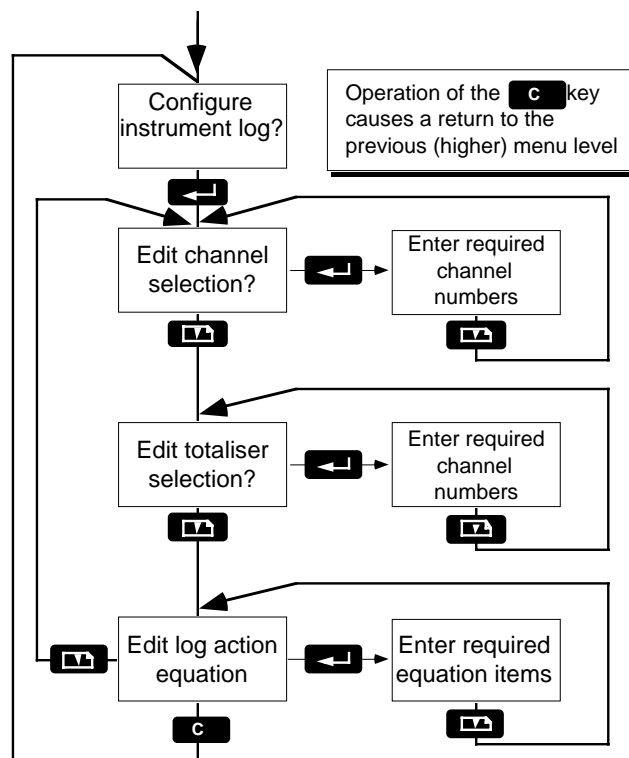 Configure
instrument log?
Operation of the C key
causes a return to the
previous (higher) menu level
Edit channel
selection?
Enter required
channel
numbers
Edit totaliser
selection?
Enter required
channel
numbers
Edit log action
equation
Enter required
equation items
C